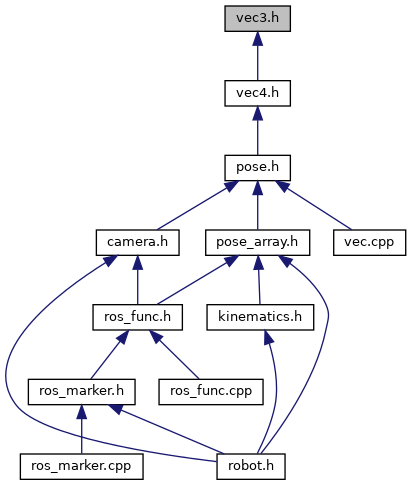 vec3.h
vec4.h
pose.h
camera.h
pose_array.h
vec.cpp
ros_func.h
kinematics.h
ros_marker.h
ros_func.cpp
ros_marker.cpp
robot.h